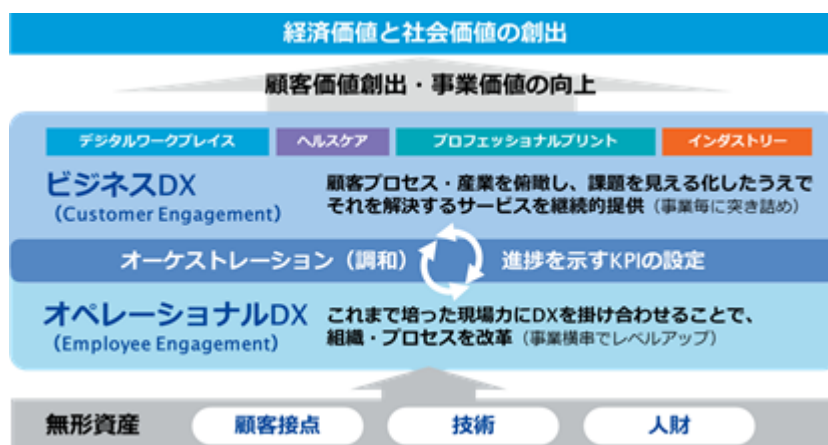 経済価値と社会価値の創出
顧客価値創出・事業価値の向上
デジタルワークプレイス
ヘルスケア
プロフェッショナルプリント
インダストリー
ビジネスDX
（Customer Engagement）
顧客プロセス・産業を俯瞰し、課題を見える化したうえで
それを解決するサービスを継続的提供（事業毎に突き詰め）
オーケストレーション（調和）
進捗を示すKPIの設定
オペレーショナルDX
（Employee Engagement）
これまで培った現場力にDXを掛け合わせることで、
組織・プロセスを改革（事業横串でレベルアップ）
無形資産
顧客接点
技術
人財